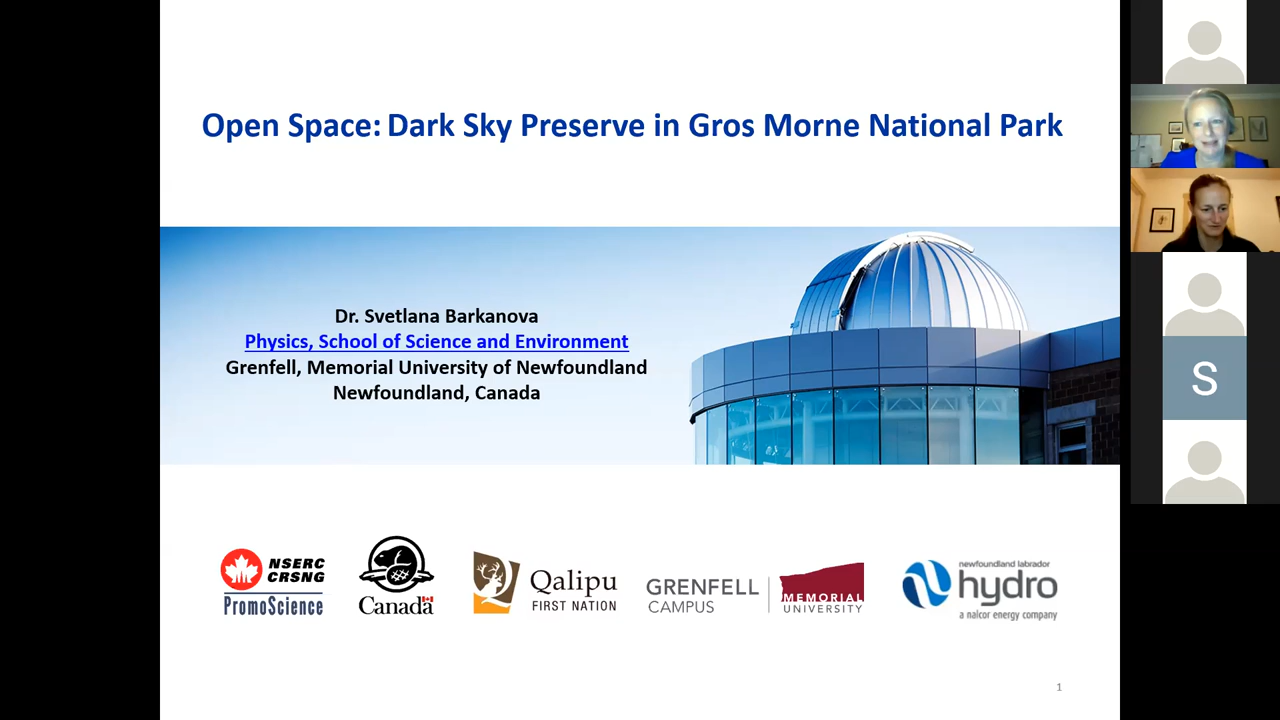 Open Space: Dark Sky Preserve in Gros Morne National Park
Dr. Svetlana Barkanova
Physics, School of Science and Environment
Grenfell, Memorial University of Newfoundland
Newfoundland, Canada
NSERC
CRSNG
PromoScience
Canada
Qalipu
FIRST NATION
GRENFELL
CAMPUS
MEMORIAL
UNIVERSITY
newfoundland labrador
hydro
a nalcor energy company
1
S